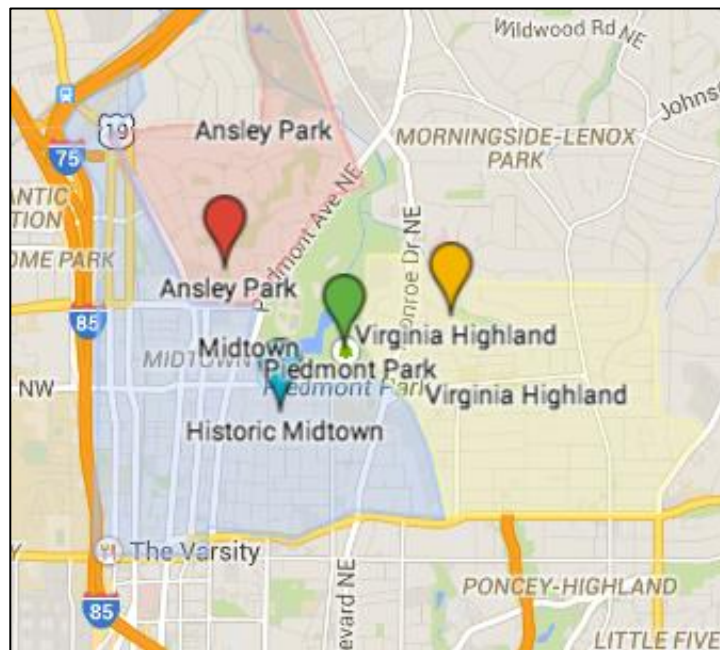 Wildwood Rd NE
Johns
19
Ansley Park
MORNINGSIDE-LENOX
PARK
75
ANTIC
TION
OME PARK
Piedmont Ave NE
onroe Dr NE
Ansley Park
85
Virginia Highland
Midtown
MIDTOWN
Piedmont Park
NW
Piedmont Park
Virginia Highland
Historic Midtown
The Varsity
85
evard NE
PONCEY-HIGHLAND
LITTLE FIVE